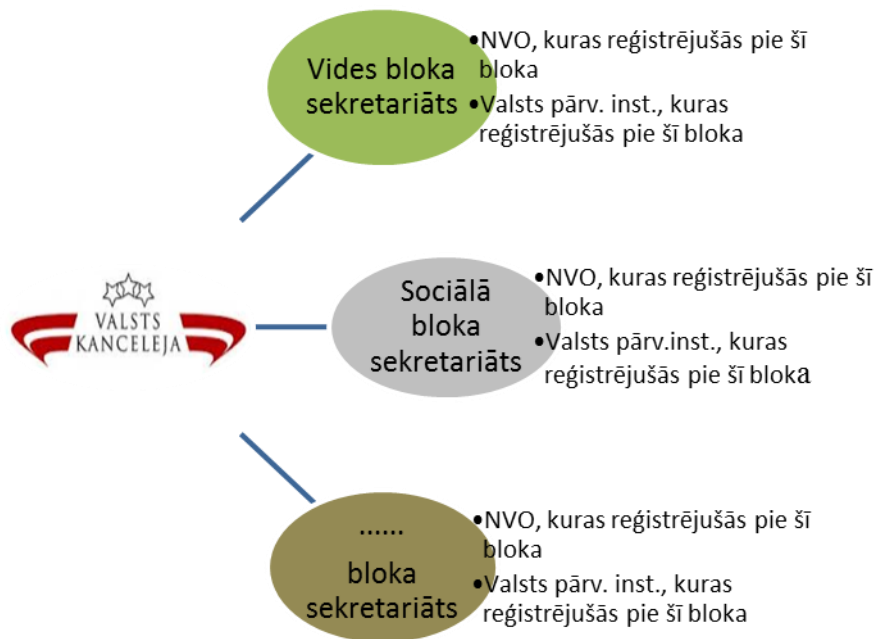 Vides bloka
sekretariāts
•NVO, kuras reģistrējušās pie šī
bloka
•Valsts pārv. inst., kuras
reģistrējušās pie šī bloka
VALSTS
KANCELEJA
Sociālā
bloka
sekretariāts
•NVO, kuras reģistrējušās pie šī
bloka
•Valsts pārv.inst., kuras
reģistrējušās pie šī bloka
......
bloka
sekretariāts
•NVO, kuras reģistrējušās pie šī
bloka
•Valsts pārv. inst., kuras
reģistrējušās pie šī bloka